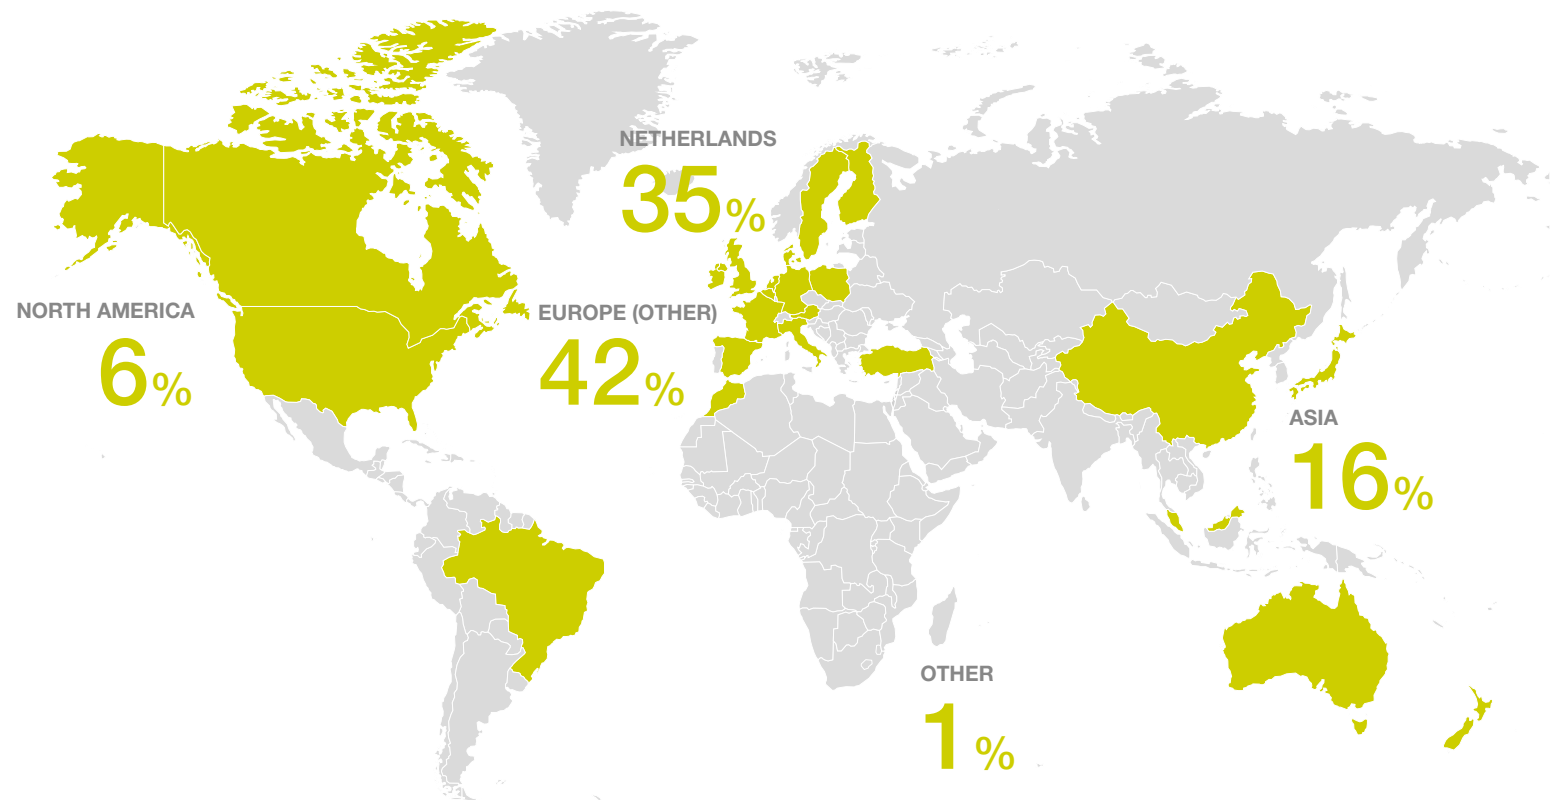 NETHERLANDS
35%
NORTH AMERICA
6%
EUROPE (OTHER)
42%
ASIA
16%
OTHER
1%